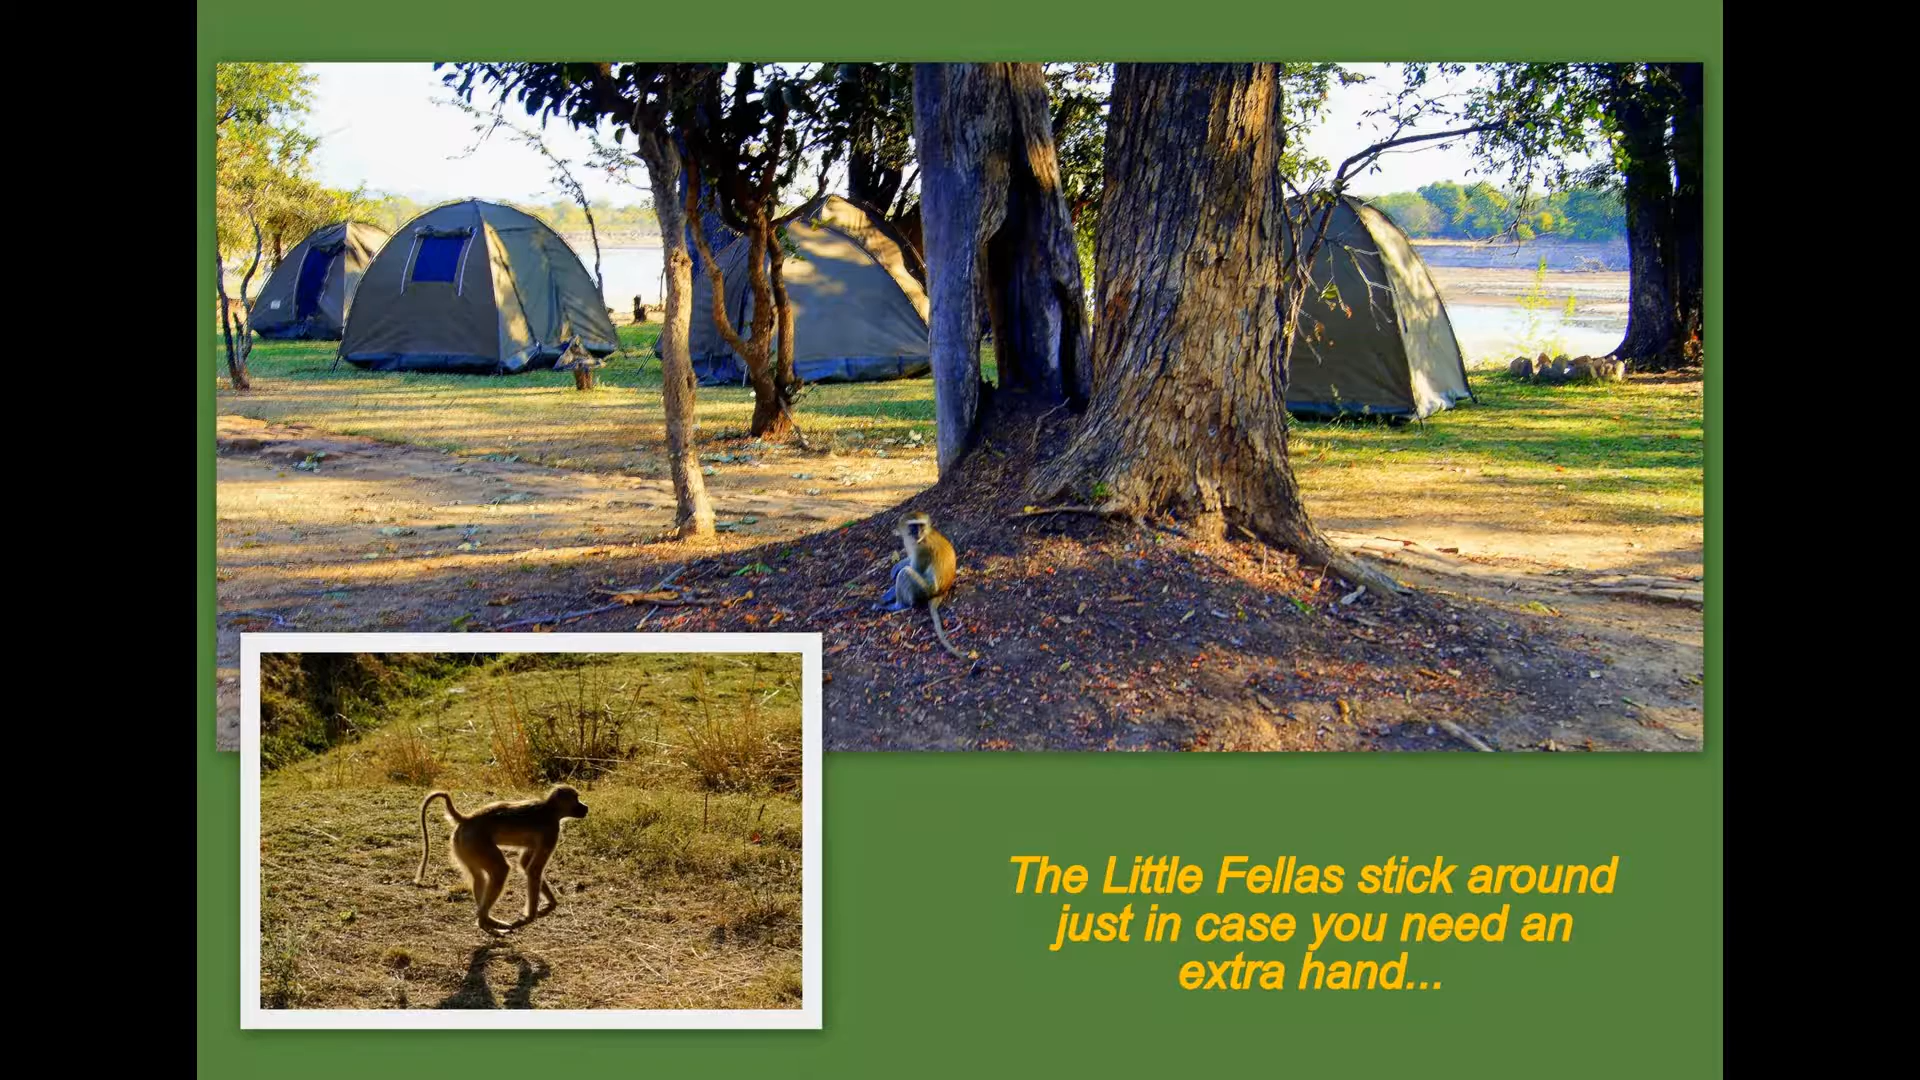 The Little Fellas stick around
just in case you need an
extra hand...